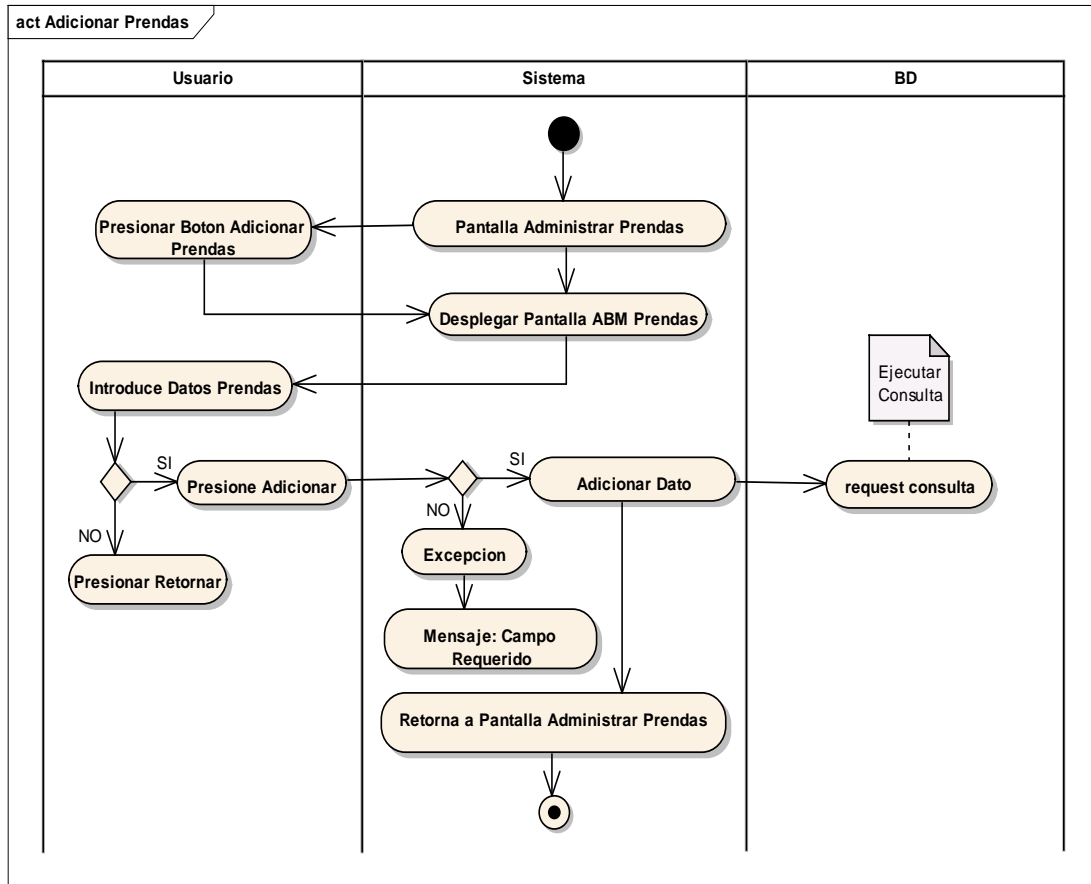 act Adicionar Prendas
Usuario
Sistema
BD
Presionar Boton Adicionar
Prendas
Pantalla Administrar Prendas
Desplegar Pantalla ABM Prendas
Introduce Datos Prendas
Ejecutar
Consulta
SI
Presione Adicionar
SI
Adicionar Dato
request consulta
NO
Presionar Retornar
NO
Excepcion
Mensaje: Campo
Requerido
Retorna a Pantalla Administrar Prendas